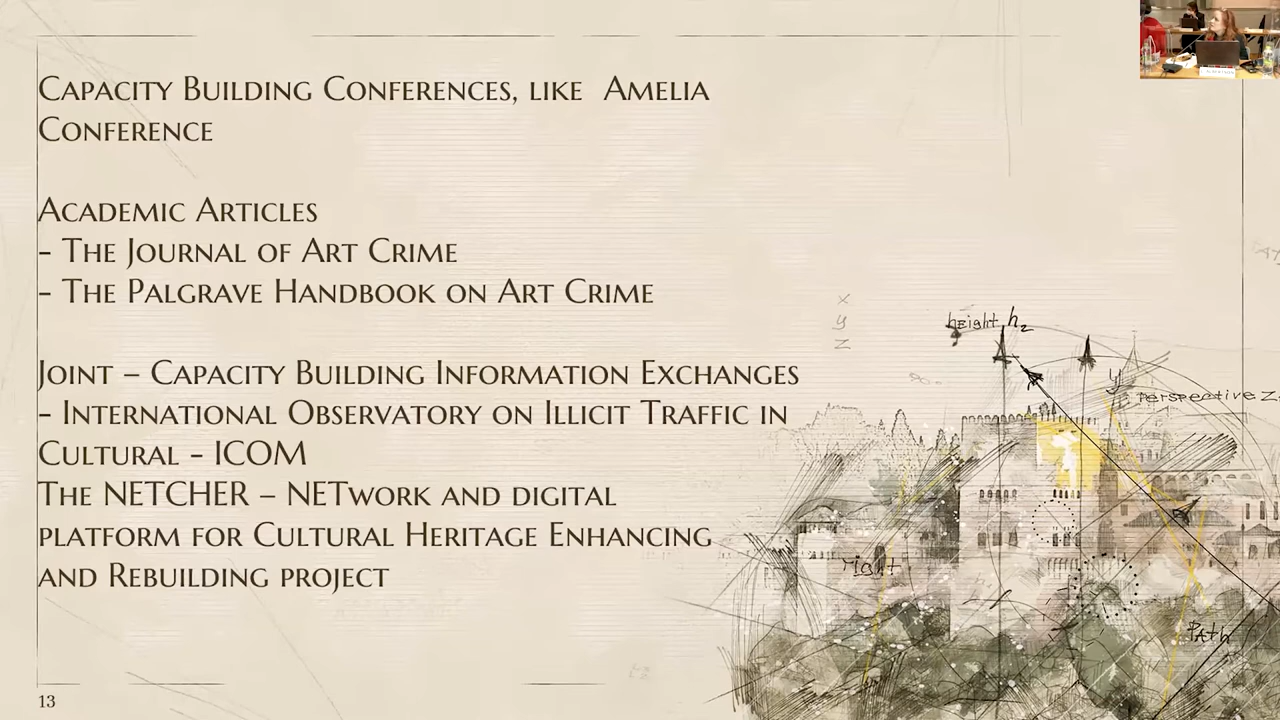 Capacity Building Conferences, like Amelia
Conference
Academic Articles
- The Journal of Art Crime
- The Palgrave Handbook on Art Crime
Joint – Capacity Building Information Exchanges
- International Observatory on Illicit Traffic in
Cultural - ICOM
The NETCHER – NETwork and digital
platform for Cultural Heritage Enhancing
and Rebuilding project
x
y
z
height h2
y
perspective z
right
Path
13